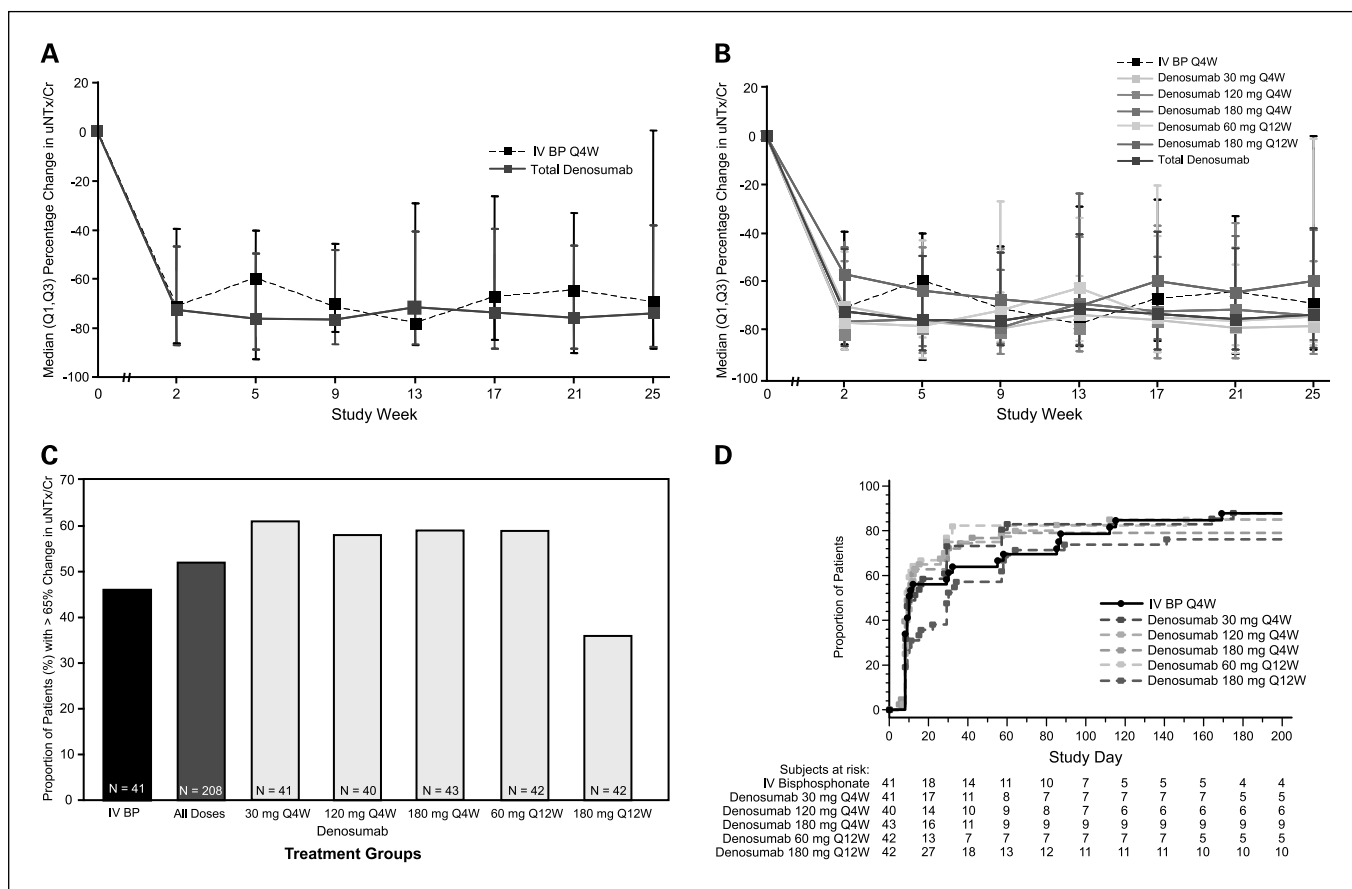 A
Median (Q1,Q3) Percentage Change in uNTx/Cr
20
0
-20
-40
-60
-80
-100
IV BP Q4W
Total Denosumab
0 2 5 9 13 17 21 25
Study Week
B
Median (Q1,Q3) Percentage Change in uNTx/Cr
20
0
-20
-40
-60
-80
-100
IV BP Q4W
Denosumab 30 mg Q4W
Denosumab 120 mg Q4W
Denosumab 180 mg Q4W
Denosumab 60 mg Q12W
Denosumab 180 mg Q12W
Total Denosumab
0 2 5 9 13 17 21 25
Study Week
C
Proportion of Patients (%) with > 65% Change in uNTx/Cr
70
60
50
40
30
20
10
0
N = 41 N = 208 N = 41 N = 40 N = 43 N = 42 N = 42
IV BP All Doses 30 mg Q4W 120 mg Q4W 180 mg Q4W 60 mg Q12W 180 mg Q12W
Denosumab
Treatment Groups
D
Proportion of Patients
100
80
60
40
20
0
IV BP Q4W
Denosumab 30 mg Q4W
Denosumab 120 mg Q4W
Denosumab 180 mg Q4W
Denosumab 60 mg Q12W
Denosumab 180 mg Q12W
0 20 40 60 80 100 120 140 160 180 200
Study Day
Subjects at risk:
IV Bisphosphonate 41 18 14 11 10 7 5 5 5 4 4
Denosumab 30 mg Q4W 41 17 11 8 7 7 7 7 7 5 5
Denosumab 120 mg Q4W 40 14 10 9 8 7 6 6 6 6 6
Denosumab 180 mg Q4W 43 16 11 9 9 9 9 9 9 9 9
Denosumab 60 mg Q12W 42 13 7 7 7 7 7 7 5 5 5
Denosumab 180 mg Q12W 42 27 18 13 12 11 11 11 10 10 10